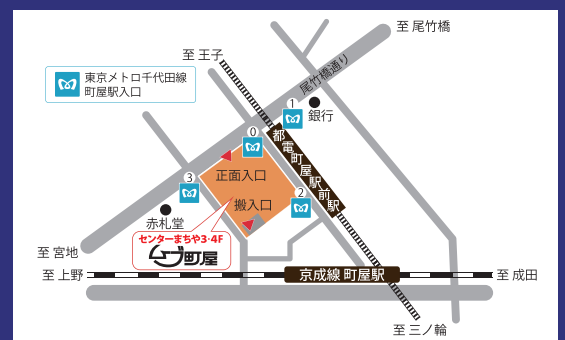 至 尾竹橋
至 王子
尾竹橋通り
東京メトロ千代田線
町屋駅入口
1
銀行
0
都電町屋駅前駅
正面入口
3
2
搬入口
赤札堂
センターまちや3・4F
ムーブ町屋
至 宮地
至 上野
京成線 町屋駅
至 成田
至 三ノ輪